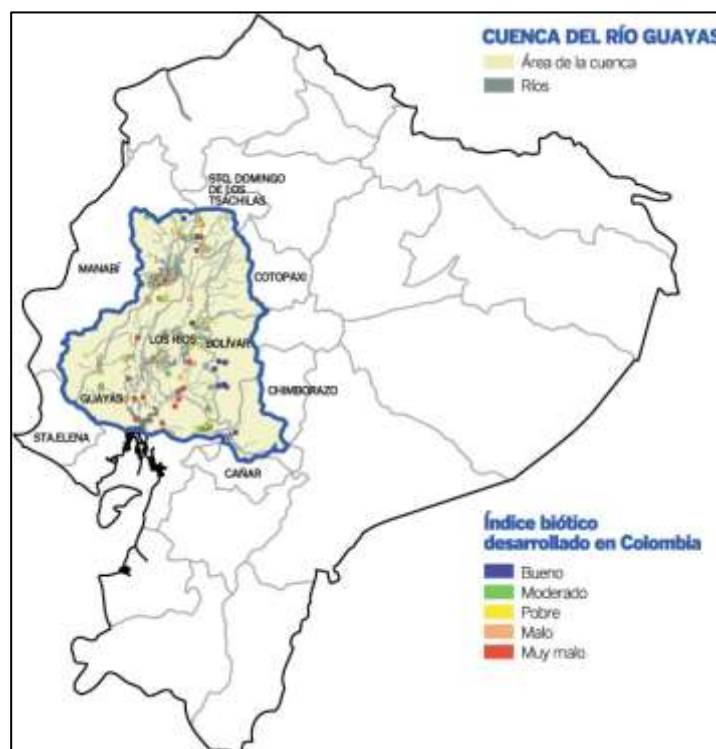 CUENCA DEL RÍO GUAYAS
Área de la cuenca
Ríos
STO. DOMINGO
DE LOS
TSÁCHILAS
MANABÍ
COTOPAXI
LOS RÍOS
BOLÍVAR
CHIMBORAZO
GUAYAS
STA.ELENA
CAÑAR
Índice biótico
desarrollado en Colombia
Bueno
Moderado
Pobre
Malo
Muy malo